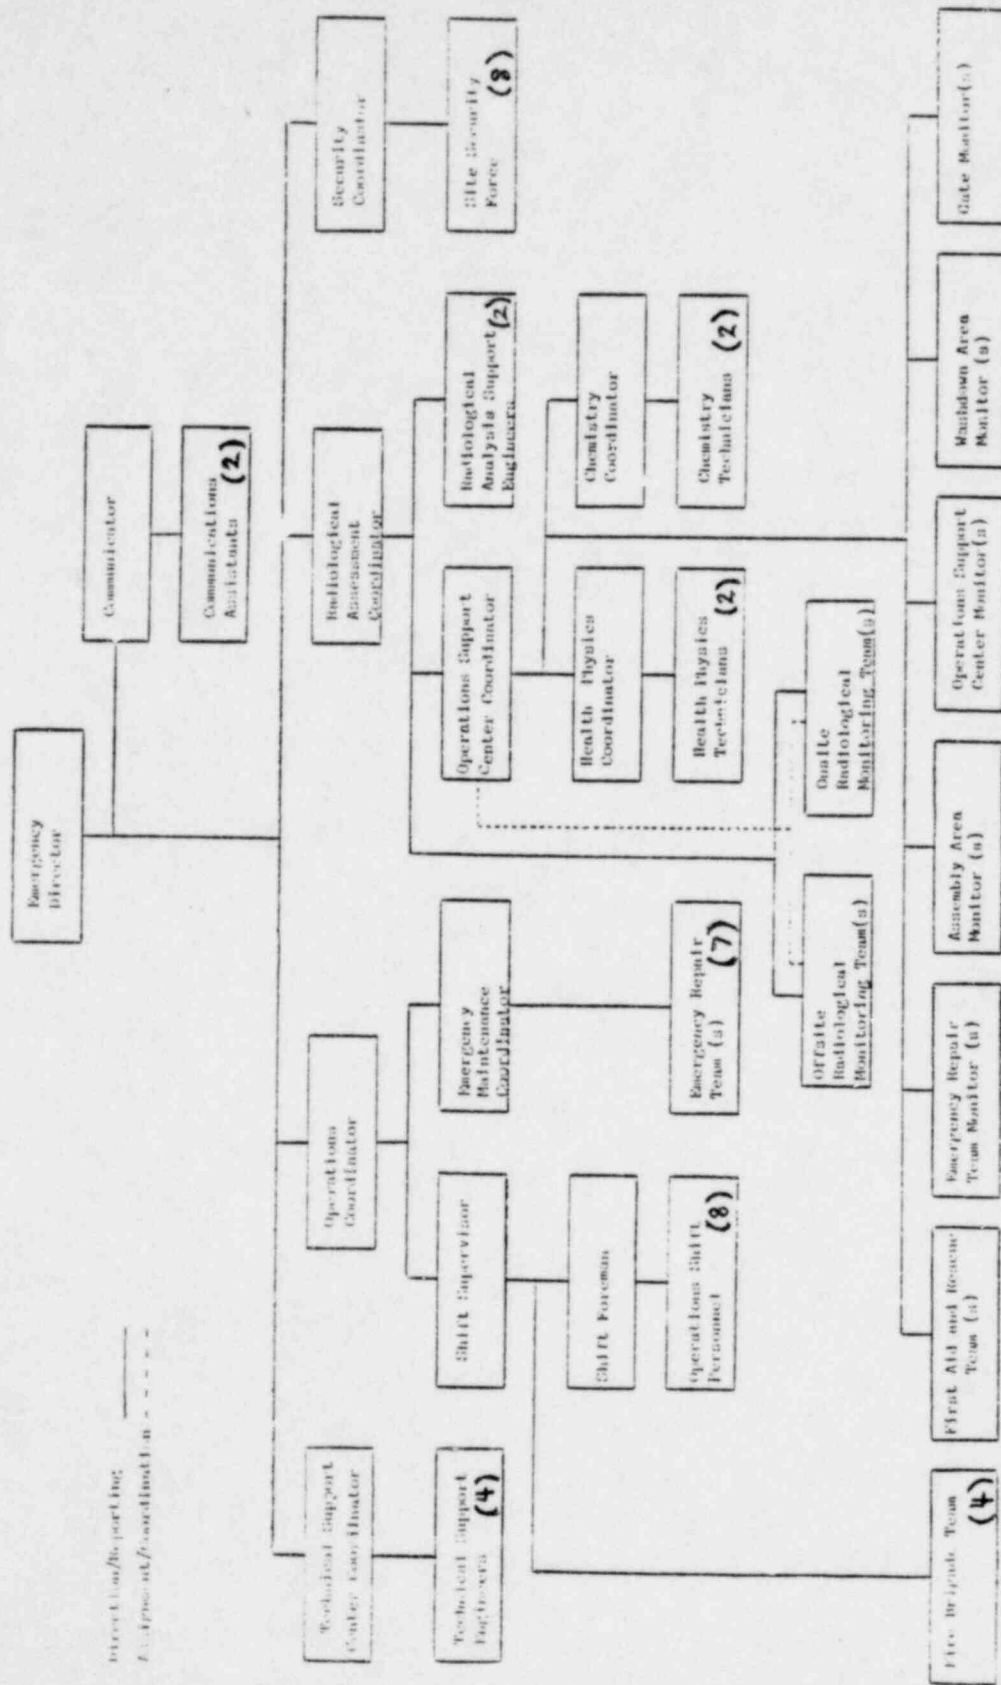 Direction/Reporting
Assignment/Coordination
Emergency
Director
Communicator
Communications
Assistants
(2)
Technical Support
Center Coordinator
Technical Support
Engineers
(4)
Operations
Coordinator
Shift Supervisor
Emergency
Maintenance
Coordinator
Shift Foreman
Operations Shift
Personnel
(8)
Emergency Repair
Team (s)
(7)
Radiological
Assessment
Coordinator
Security
Coordinator
Site Security
Force
(8)
Operations Support
Center Coordinator
Radiological
Analysis Support
Engineers
(2)
Health Physics
Coordinator
Chemistry
Coordinator
Health Physics
Technicians
(2)
Chemistry
Technicians
(2)
Offsite
Radiological
Monitoring Team(s)
Onsite
Radiological
Monitoring Team(s)
Fire Brigade Team
(4)
First Aid and Rescue
Team (s)
Emergency Repair
Team Monitor (s)
Assembly Area
Monitor (s)
Operations Support
Center Monitor(s)
Washdown Area
Monitor (s)
Gate Monitor(s)